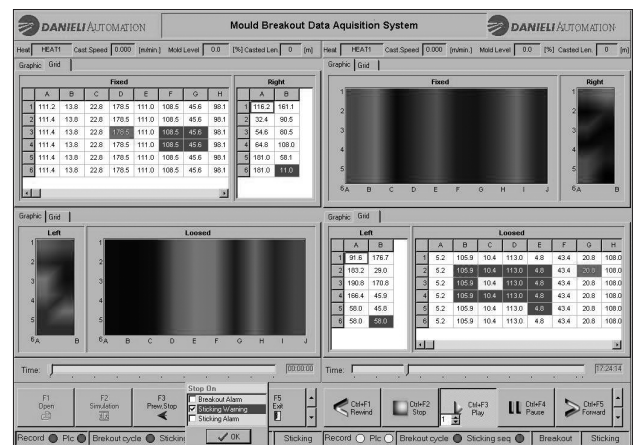 DANIELI AUTOMATION
Mould Breakout Data Aquisition System
DANIELI AUTOMATION
Heat HEAT1 Cast.Speed 0.000 [m/min.] Mold Level 0.0 [%] Casted Len. 0 [m]
Heat HEAT1 Cast.Speed 0.000 [m/min.] Mold Level 0.0 [%] Casted Len. 0 [m]
Graphic Grid
Graphic Grid
Fixed
A B C D E F G H
1 111.2 13.8 22.8 178.5 111.0 108.5 45.6 98.1
2 111.4 13.8 22.8 178.5 111.0 108.5 45.6 98.1
3 111.4 13.8 22.8 178.5 111.0 108.5 45.6 98.1
4 111.4 13.8 22.8 178.5 111.0 108.5 45.6 98.1
5 111.4 13.8 22.8 178.5 111.0 108.5 45.6 98.1
6 111.4 13.8 22.8 178.5 111.0 108.5 45.6 98.1
Right
A B
1 116.2 161.1
2 32.4 90.5
3 54.6 80.5
4 64.8 108.0
5 181.0 58.1
6 181.0 11.0
Fixed
1
2
3
4
5
6
A B C D E F G H I J
Right
1
2
3
4
5
6
A B
Graphic Grid
Graphic Grid
Left
1
2
3
4
5
6
A B
Loosed
1
2
3
4
5
6
A B C D E F G H I J
Left
A B
1 91.6 176.7
2 183.2 29.0
3 190.8 170.8
4 166.4 45.9
5 58.0 45.8
6 58.0 58.0
Loosed
A B C D E F G H
1 5.2 105.9 10.4 113.0 4.8 43.4 20.8 108.0
2 5.2 105.9 10.4 113.0 4.8 43.4 20.8 108.0
3 5.2 105.9 10.4 113.0 4.8 43.4 20.8 108.0
4 5.2 105.9 10.4 113.0 4.8 43.4 20.8 108.0
5 5.2 105.9 10.4 113.0 4.8 43.4 20.8 108.0
6 5.2 105.9 10.4 113.0 4.8 43.4 20.8 108.0
Time: 00:00:00
Time: 17:24:14
F1
Open
F2
Simulation
F3
Prew.Stop
Stop On
Breakout Alarm
Sticking Warning
Sticking Alarm
OK
F5
Exit
Ctrl+F1
Rewind
Ctrl+F2
Stop
1
Ctrl+F3
Play
Ctrl+F4
Pause
Ctrl+F5
Forward
Record Plc Brekout cycle Sticking
Sticking
Record Plc Brekout cycle Sticking seq Breakout Sticking